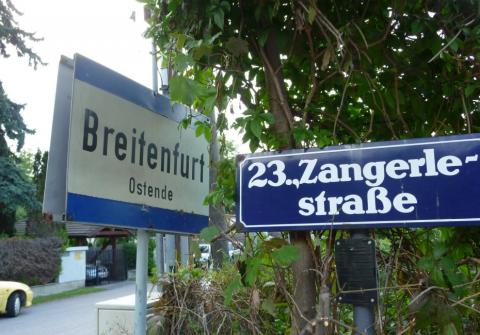 Breitenfurt
Ostende
23.,Zangerle-
straße